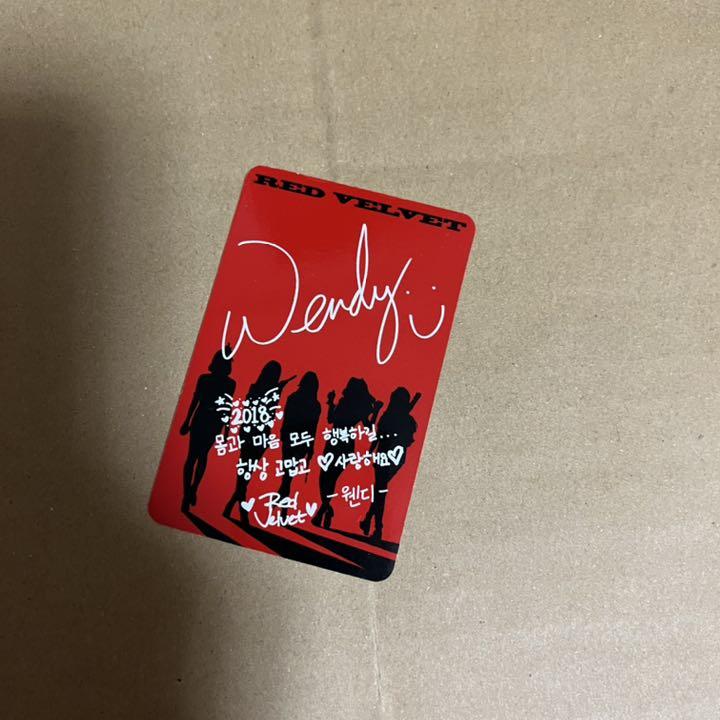 RED VELVET
Wendy
2018
몸과 마음 모두 행복하길...
항상 고맙고 ♡사랑해요♡
Red Velvet
-웬디-